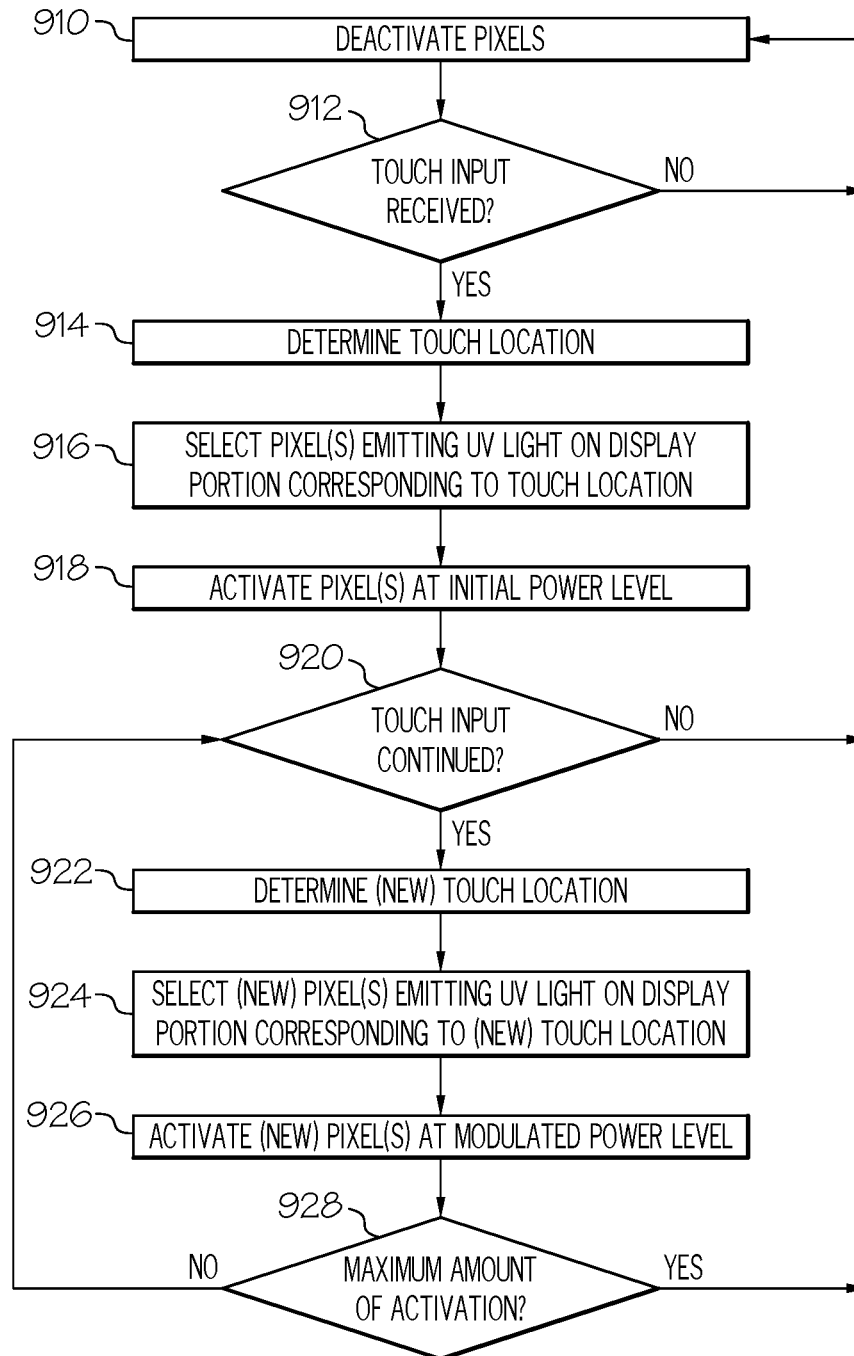 910
DEACTIVATE PIXELS
912
TOUCH INPUT
RECEIVED?
NO
YES
914
DETERMINE TOUCH LOCATION
916
SELECT PIXEL(S) EMITTING UV LIGHT ON DISPLAY
PORTION CORRESPONDING TO TOUCH LOCATION
918
ACTIVATE PIXEL(S) AT INITIAL POWER LEVEL
920
TOUCH INPUT
CONTINUED?
NO
YES
922
DETERMINE (NEW) TOUCH LOCATION
924
SELECT (NEW) PIXEL(S) EMITTING UV LIGHT ON DISPLAY
PORTION CORRESPONDING TO (NEW) TOUCH LOCATION
926
ACTIVATE (NEW) PIXEL(S) AT MODULATED POWER LEVEL
928
NO
MAXIMUM AMOUNT
OF ACTIVATION?
YES